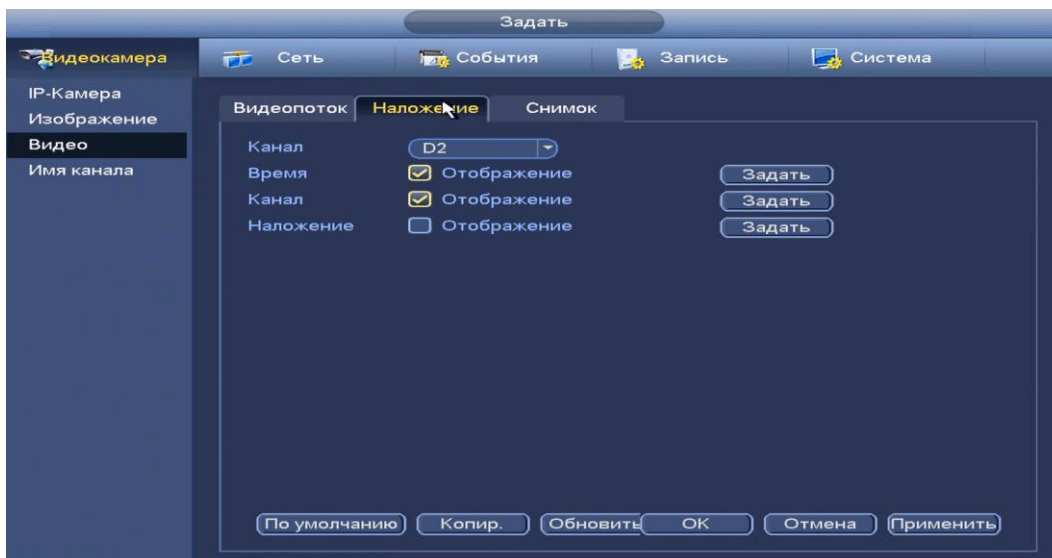 Задать
Видеокамера Сеть События Запись Система
IP-Камера
Изображение
Видео
Имя канала
Видеопоток Наложение Снимок
Канал D2
Время Отображение Задать
Канал Отображение Задать
Наложение Отображение Задать
По умолчанию Копир. Обновить OK Отмена Применить